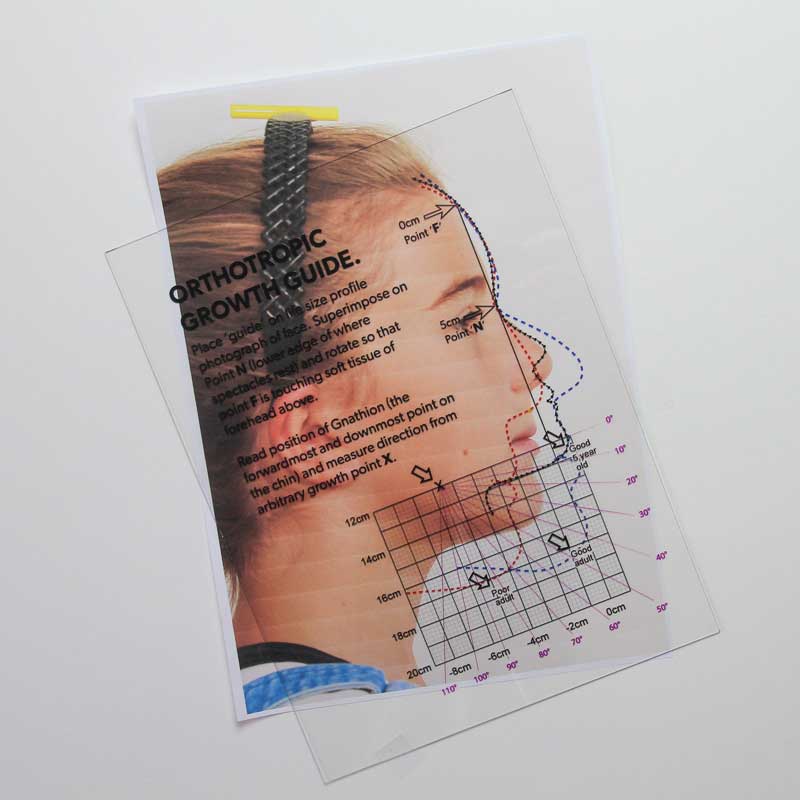 ORTHOTROPIC
GROWTH GUIDE.
Place 'guide' on life size profile
photograph of face. Superimpose on
Point N (lower edge of where
spectacles rest) and rotate so that
point F is touching soft tissue of
forehead above.
Read position of Gnathion (the
forwardmost and downmost point on
the chin) and measure direction from
arbitrary growth point X.
0cm
Point 'F'
5cm
Point 'N'
X
Good
5 year
old
Good
adult
Poor
adult
12cm
14cm
16cm
18cm
20cm
-8cm
-6cm
-4cm
-2cm
0cm
0°
10°
20°
30°
40°
50°
60°
70°
80°
90°
100°
110°